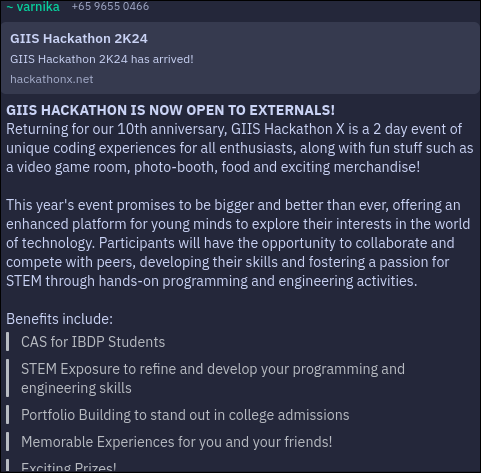 ~ varnika +65 9655 0466
GIIS Hackathon 2K24
GIIS Hackathon 2K24 has arrived!
hackathonx.net
GIIS HACKATHON IS NOW OPEN TO EXTERNALS!
Returning for our 10th anniversary, GIIS Hackathon X is a 2 day event of
unique coding experiences for all enthusiasts, along with fun stuff such as
a video game room, photo-booth, food and exciting merchandise!
This year's event promises to be bigger and better than ever, offering an
enhanced platform for young minds to explore their interests in the world
of technology. Participants will have the opportunity to collaborate and
compete with peers, developing their skills and fostering a passion for
STEM through hands-on programming and engineering activities.
Benefits include:
CAS for IBDP Students
STEM Exposure to refine and develop your programming and
engineering skills
Portfolio Building to stand out in college admissions
Memorable Experiences for you and your friends!
Exciting Prizes!